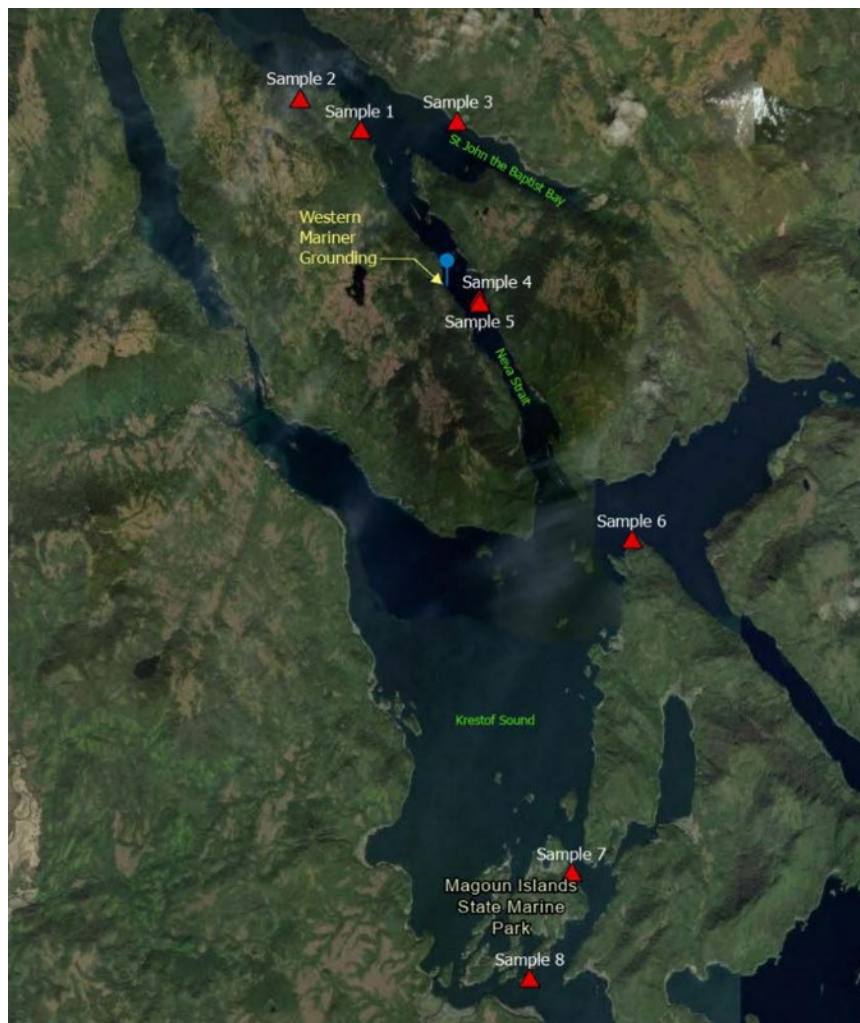 Sample 2
Sample 1
Sample 3
St John the Baptist Bay
Western
Mariner
Grounding
Sample 4
Sample 5
Neva Strait
Sample 6
Krestof Sound
Sample 7
Magoun Islands
State Marine
Park
Sample 8